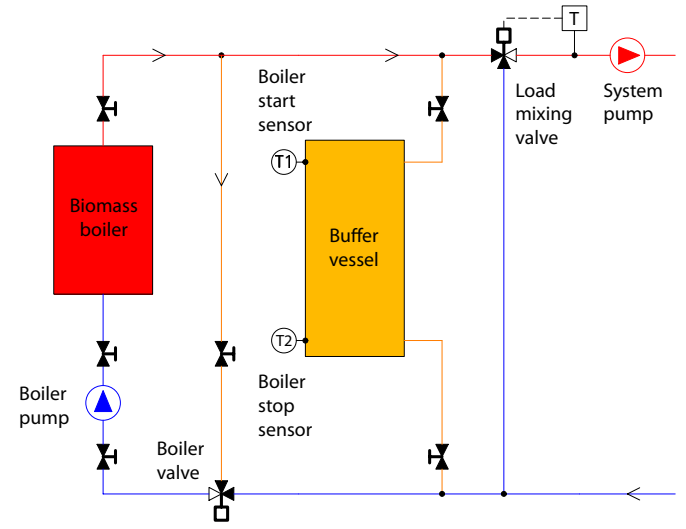 T
Boiler
start
sensor
Load
mixing
valve
System
pump
T1
Biomass
boiler
Buffer
vessel
T2
Boiler
pump
Boiler
stop
sensor
Boiler
valve